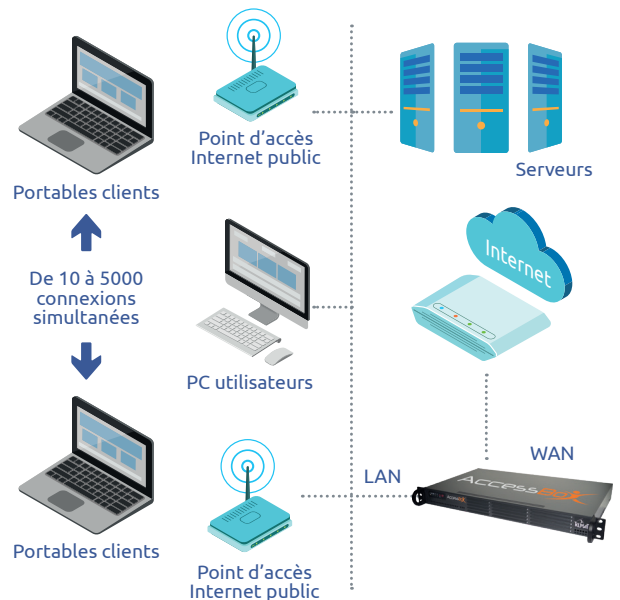 Point d'accès
Internet public
Portables clients
Serveurs
De 10 à 5000
connexions
simultanées
Internet
PC utilisateurs
LAN
WAN
AccessBox
Portables clients
Point d'accès
Internet public